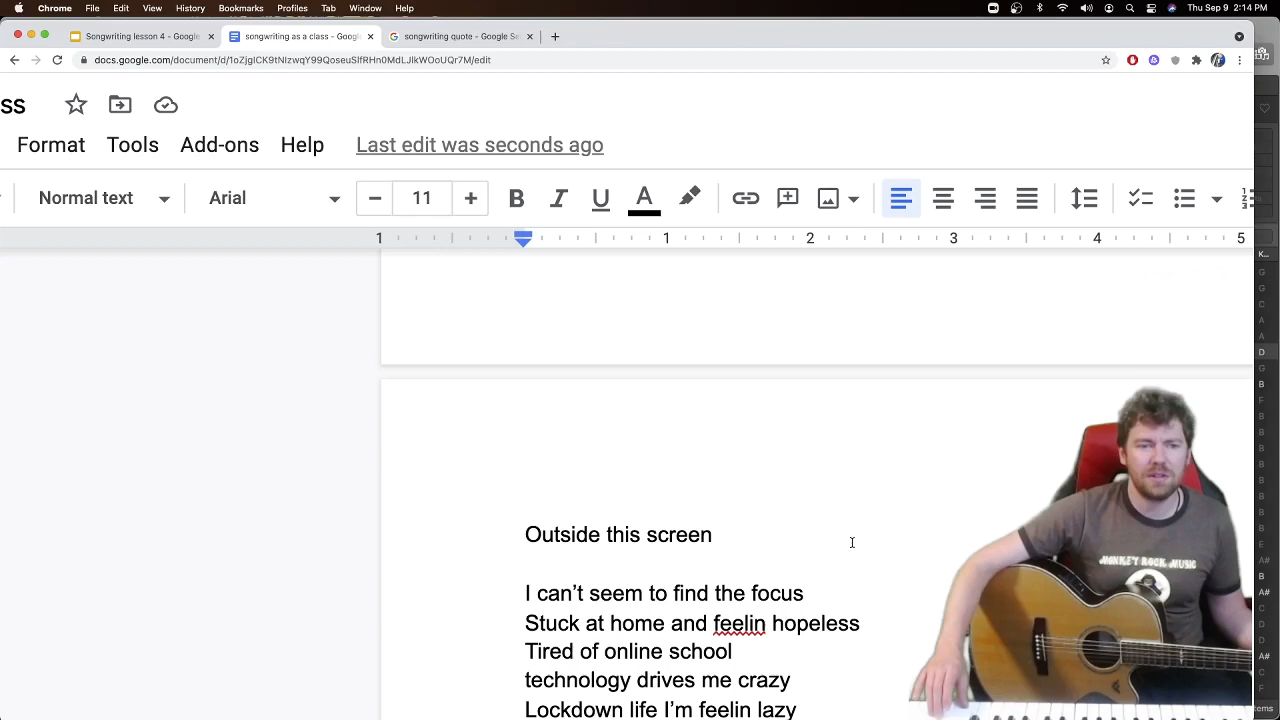 Chrome File Edit View History Bookmarks Profiles Tab Window Help Thu Sep 9 2:14 PM
Songwriting lesson 4 - Google songwriting as a class - Goog songwriting quote - Google Se
docs.google.com/document/d/
ss
Format Tools Add-ons Help Last edit was seconds ago
Normal text Arial 11 B I U A
1 1 2 3 4 5
K...
G
G
C
A
A
D
G
B
F
B
B
B
B
B
B
B
B
E
A#
B
A#
C
D
D
A#
C
F
tems
MONKEY ROCK MUSIC
Outside this screen
I can’t seem to find the focus
Stuck at home and feelin hopeless
Tired of online school
technology drives me crazy
Lockdown life I’m feelin lazy